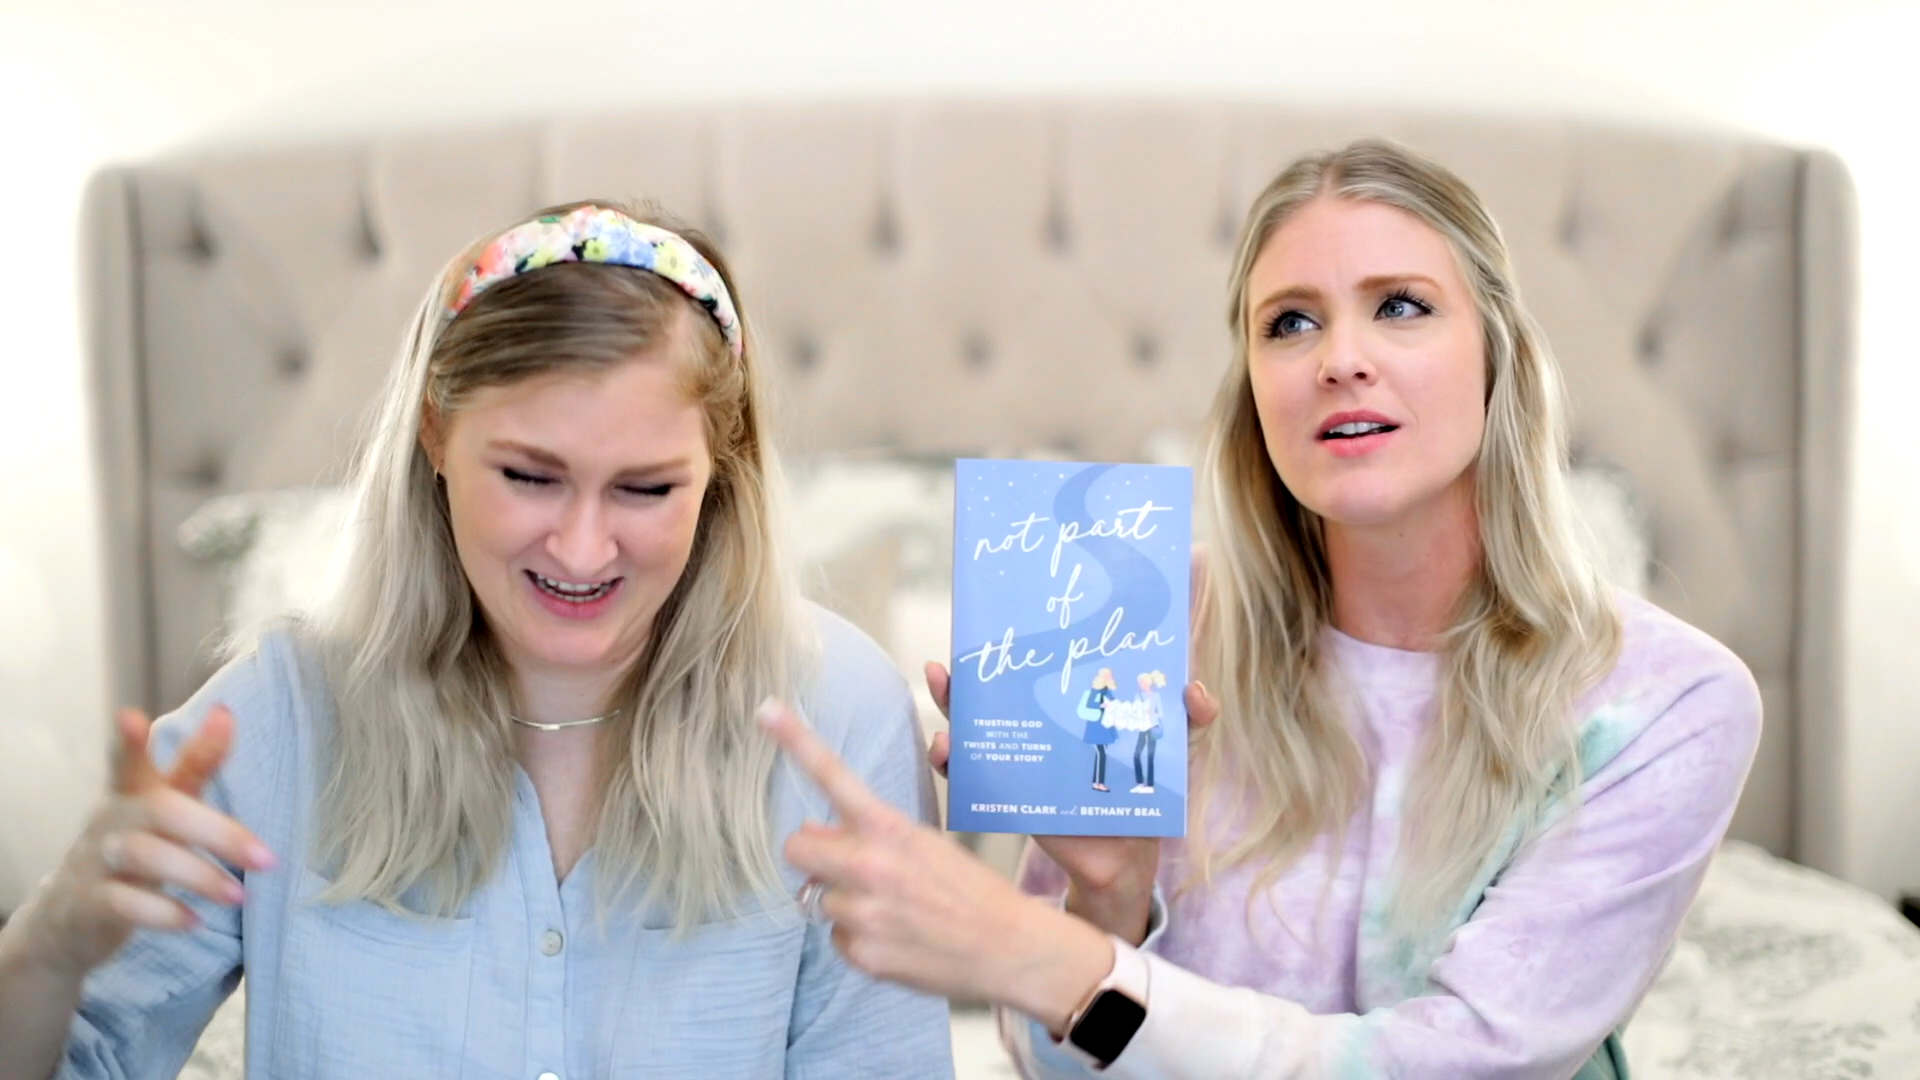 not part
of
the plan
TRUSTING GOD
WITH THE
TWISTS AND TURNS
OF YOUR STORY
KRISTEN CLARK and BETHANY BEAL